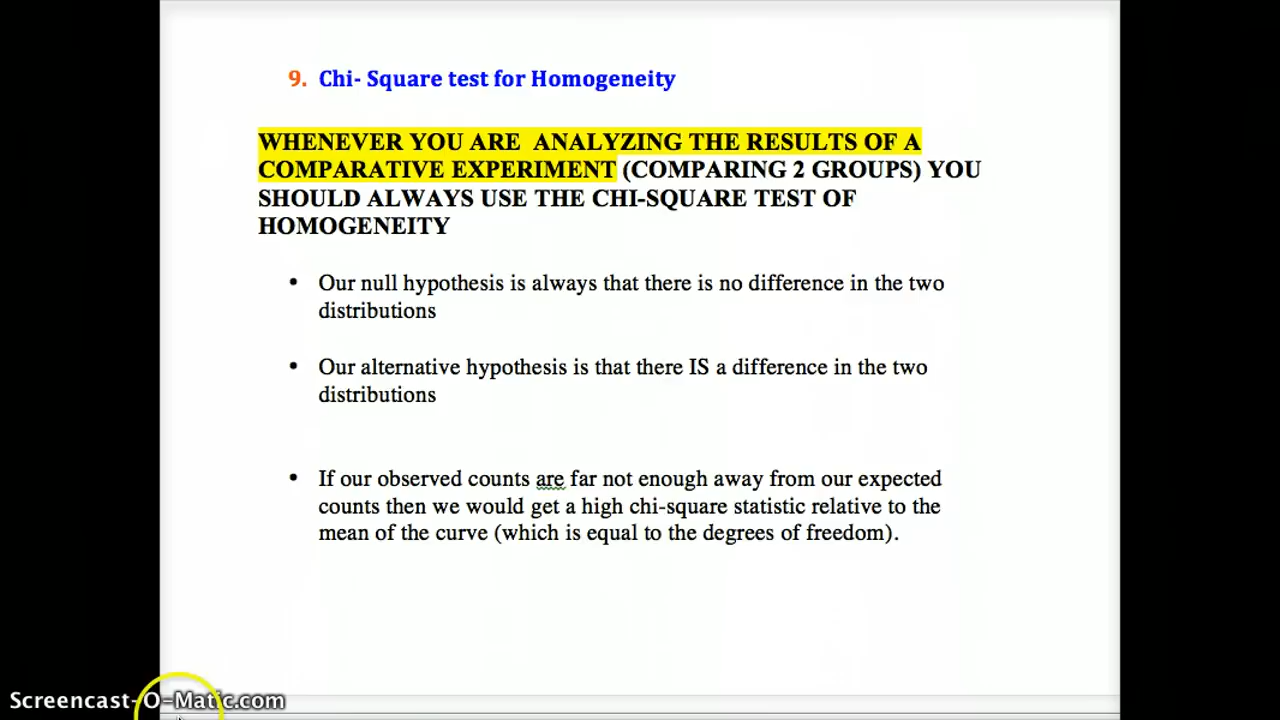 9. Chi- Square test for Homogeneity
WHENEVER YOU ARE ANALYZING THE RESULTS OF A
COMPARATIVE EXPERIMENT (COMPARING 2 GROUPS) YOU
SHOULD ALWAYS USE THE CHI-SQUARE TEST OF
HOMOGENEITY
• Our null hypothesis is always that there is no difference in the two
distributions
• Our alternative hypothesis is that there IS a difference in the two
distributions
• If our observed counts are far not enough away from our expected
counts then we would get a high chi-square statistic relative to the
mean of the curve (which is equal to the degrees of freedom).
Screencast-O-Matic.com